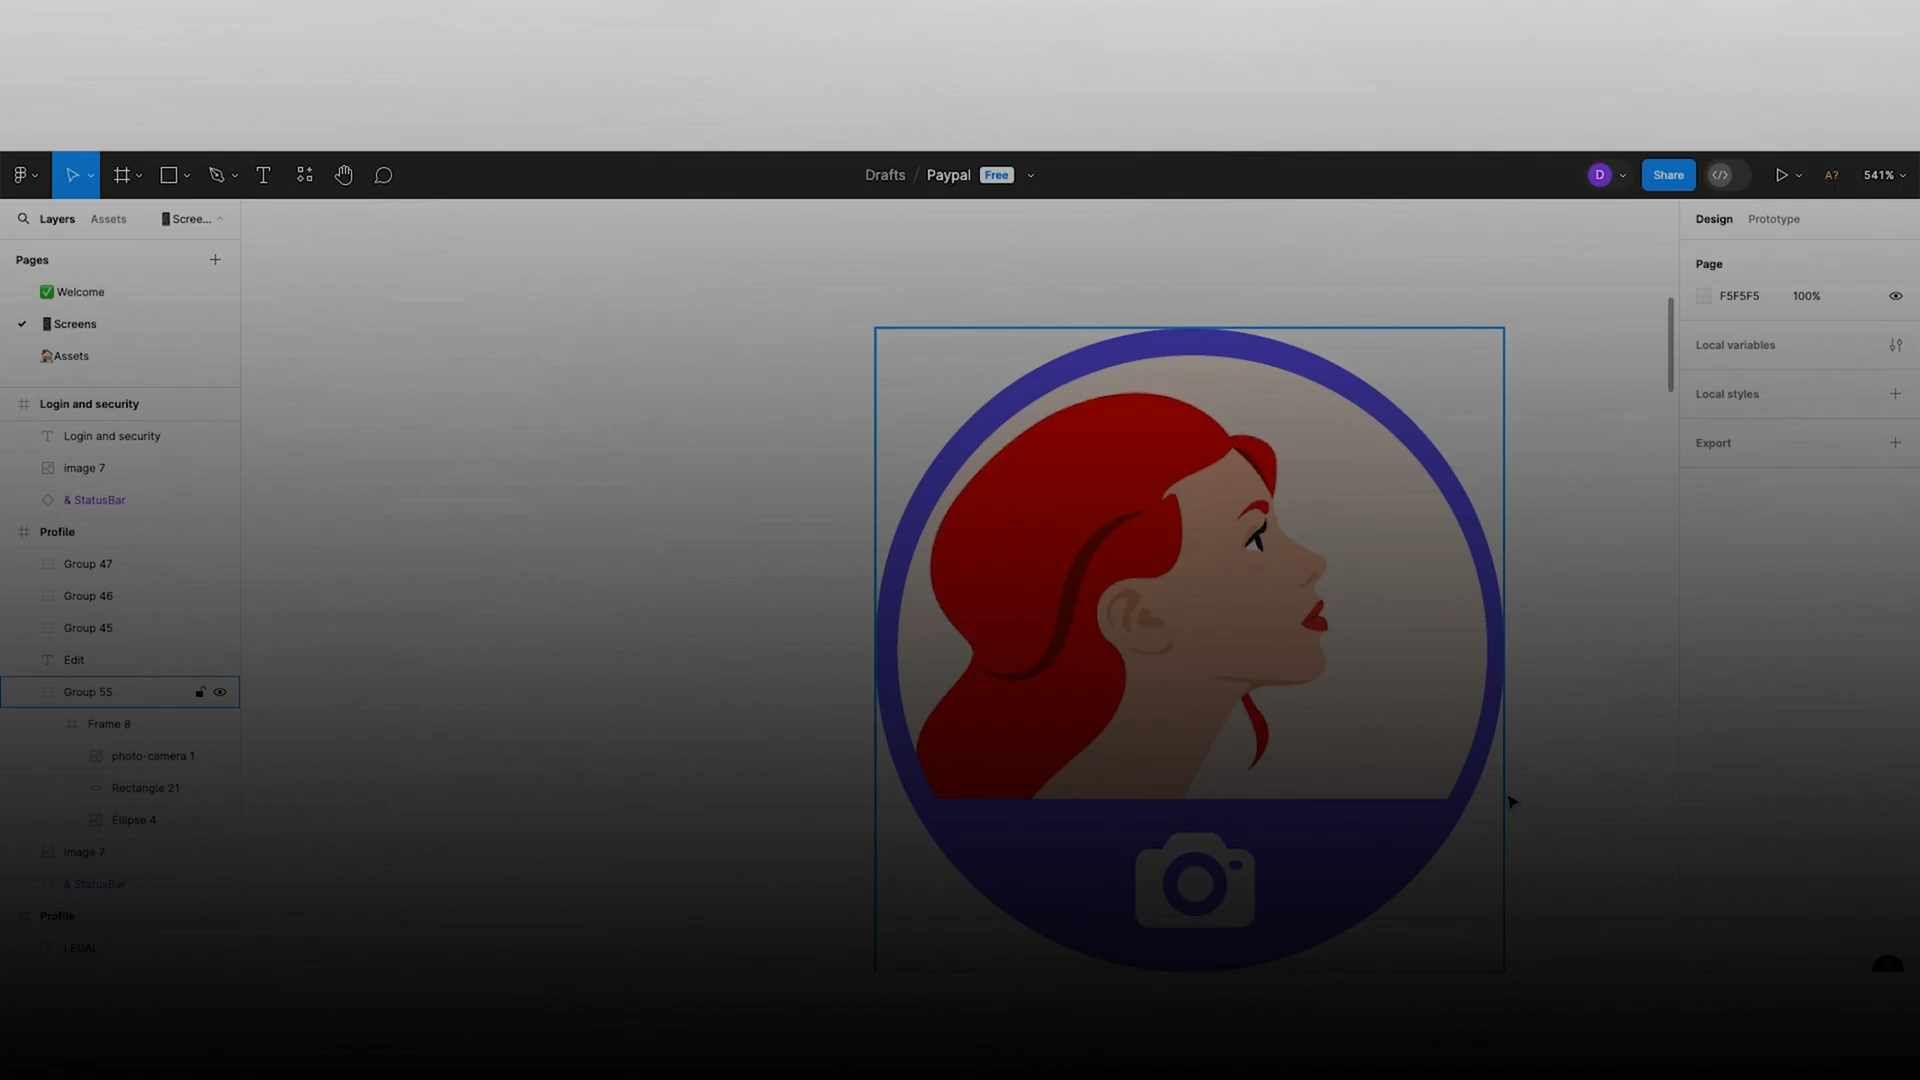 Drafts / Paypal Free
D
Share
A?
541%
Layers
Assets
Scree...
Pages
Welcome
Screens
Assets
Login and security
Login and security
image 7
& StatusBar
Profile
Group 47
Group 46
Group 45
Edit
Group 55
Frame 8
photo-camera 1
Rectangle 21
Ellipse 4
image 7
& StatusBar
Profile
LEGAL
Design
Prototype
Page
F5F5F5 100%
Local variables
Local styles
Export